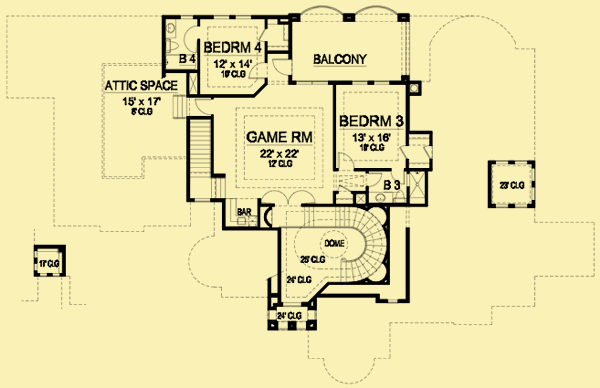 BEDRM 4
12' x 14'
10' CLG
B 4
BALCONY
ATTIC SPACE
15' x 17'
8' CLG
GAME RM
22' x 22'
12' CLG
BEDRM 3
13' x 16'
10' CLG
B 3
23' CLG
BAR
DOME
26' CLG
24' CLG
17' CLG
24' CLG